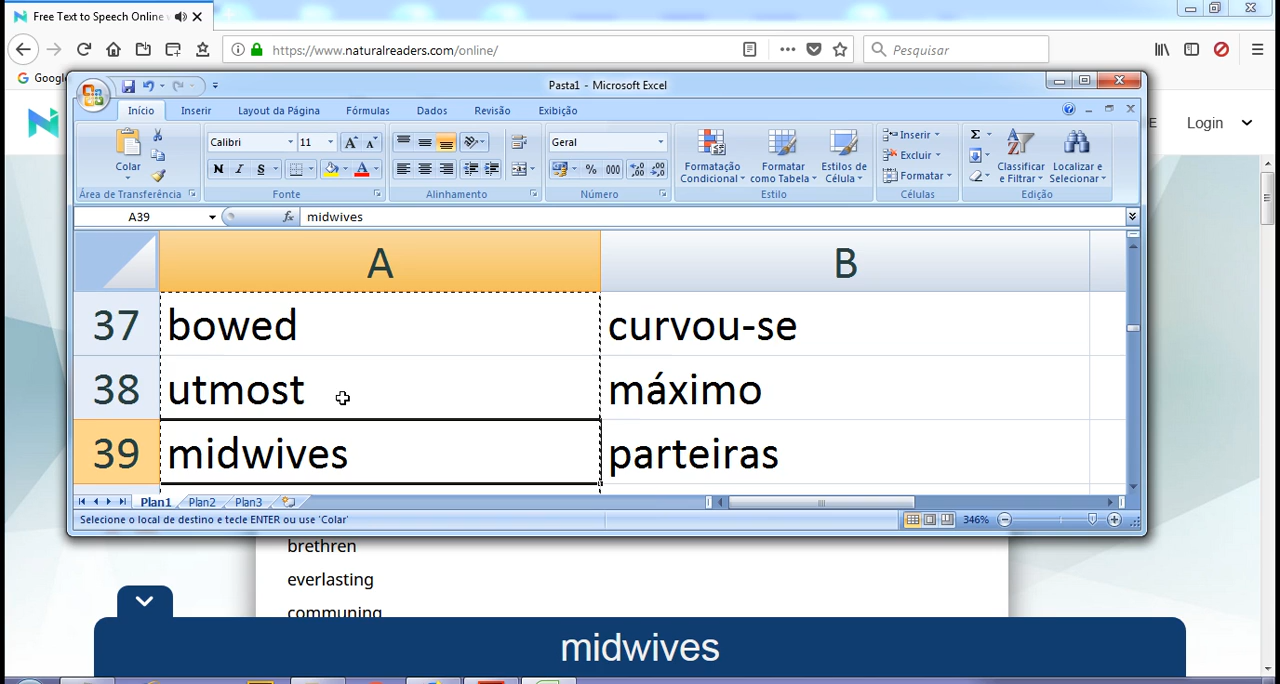 Free Text to Speech Online
https://www.naturalreaders.com/online/
Pesquisar
Googl
Login
Pasta1 - Microsoft Excel
Início Inserir Layout da Página Fórmulas Dados Revisão Exibição
Colar
Calibri 11
N I S
Geral
% 000
Formatação Condicional
Formatar como Tabela
Estilos de Célula
Inserir
Excluir
Formatar
Classificar e Filtrar
Localizar e Selecionar
Área de Transferência Fonte Alinhamento Número Estilo Células Edição
A39 fx midwives
A B
37 bowed curvou-se
38 utmost máximo
39 midwives parteiras
Plan1 Plan2 Plan3
Selecione o local de destino e tecle ENTER ou use 'Colar' 346%
brethren
everlasting
communing
midwives